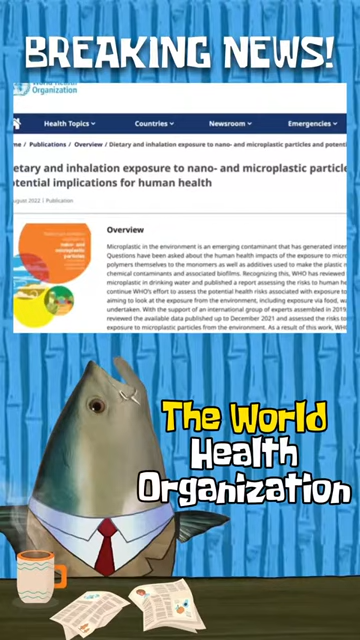 BREAKING NEWS!
World Health
Organization
Health Topics
Countries
Newsroom
Emergencies
me / Publications / Overview / Dietary and inhalation exposure to nano- and microplastic particles and potenti
etary and inhalation exposure to nano- and microplastic particle
otential implications for human health
ugust 2022 | Publication
Overview
Microplastic in the environment is an emerging contaminant that has generated inter
Questions have been asked about the human health impacts of the exposure to micro
polymers themselves to the monomers as well as additives used to make the plastic
chemical contaminants and associated biofilms. Recognizing this, WHO has reviewed
microplastic in drinking water and published a report assessing the risks to human he
continue WHO's effort to assess the potential health risks associated with exposure to
aiming to look at the exposure from the environment, including exposure via food, wa
undertaken. With the support of an international group of experts assembled in 2019
reviewed the available data published up to December 2021 and assessed the risks to
exposure to microplastic particles from the environment. As a result of this work, WH
The World
Health
Organization